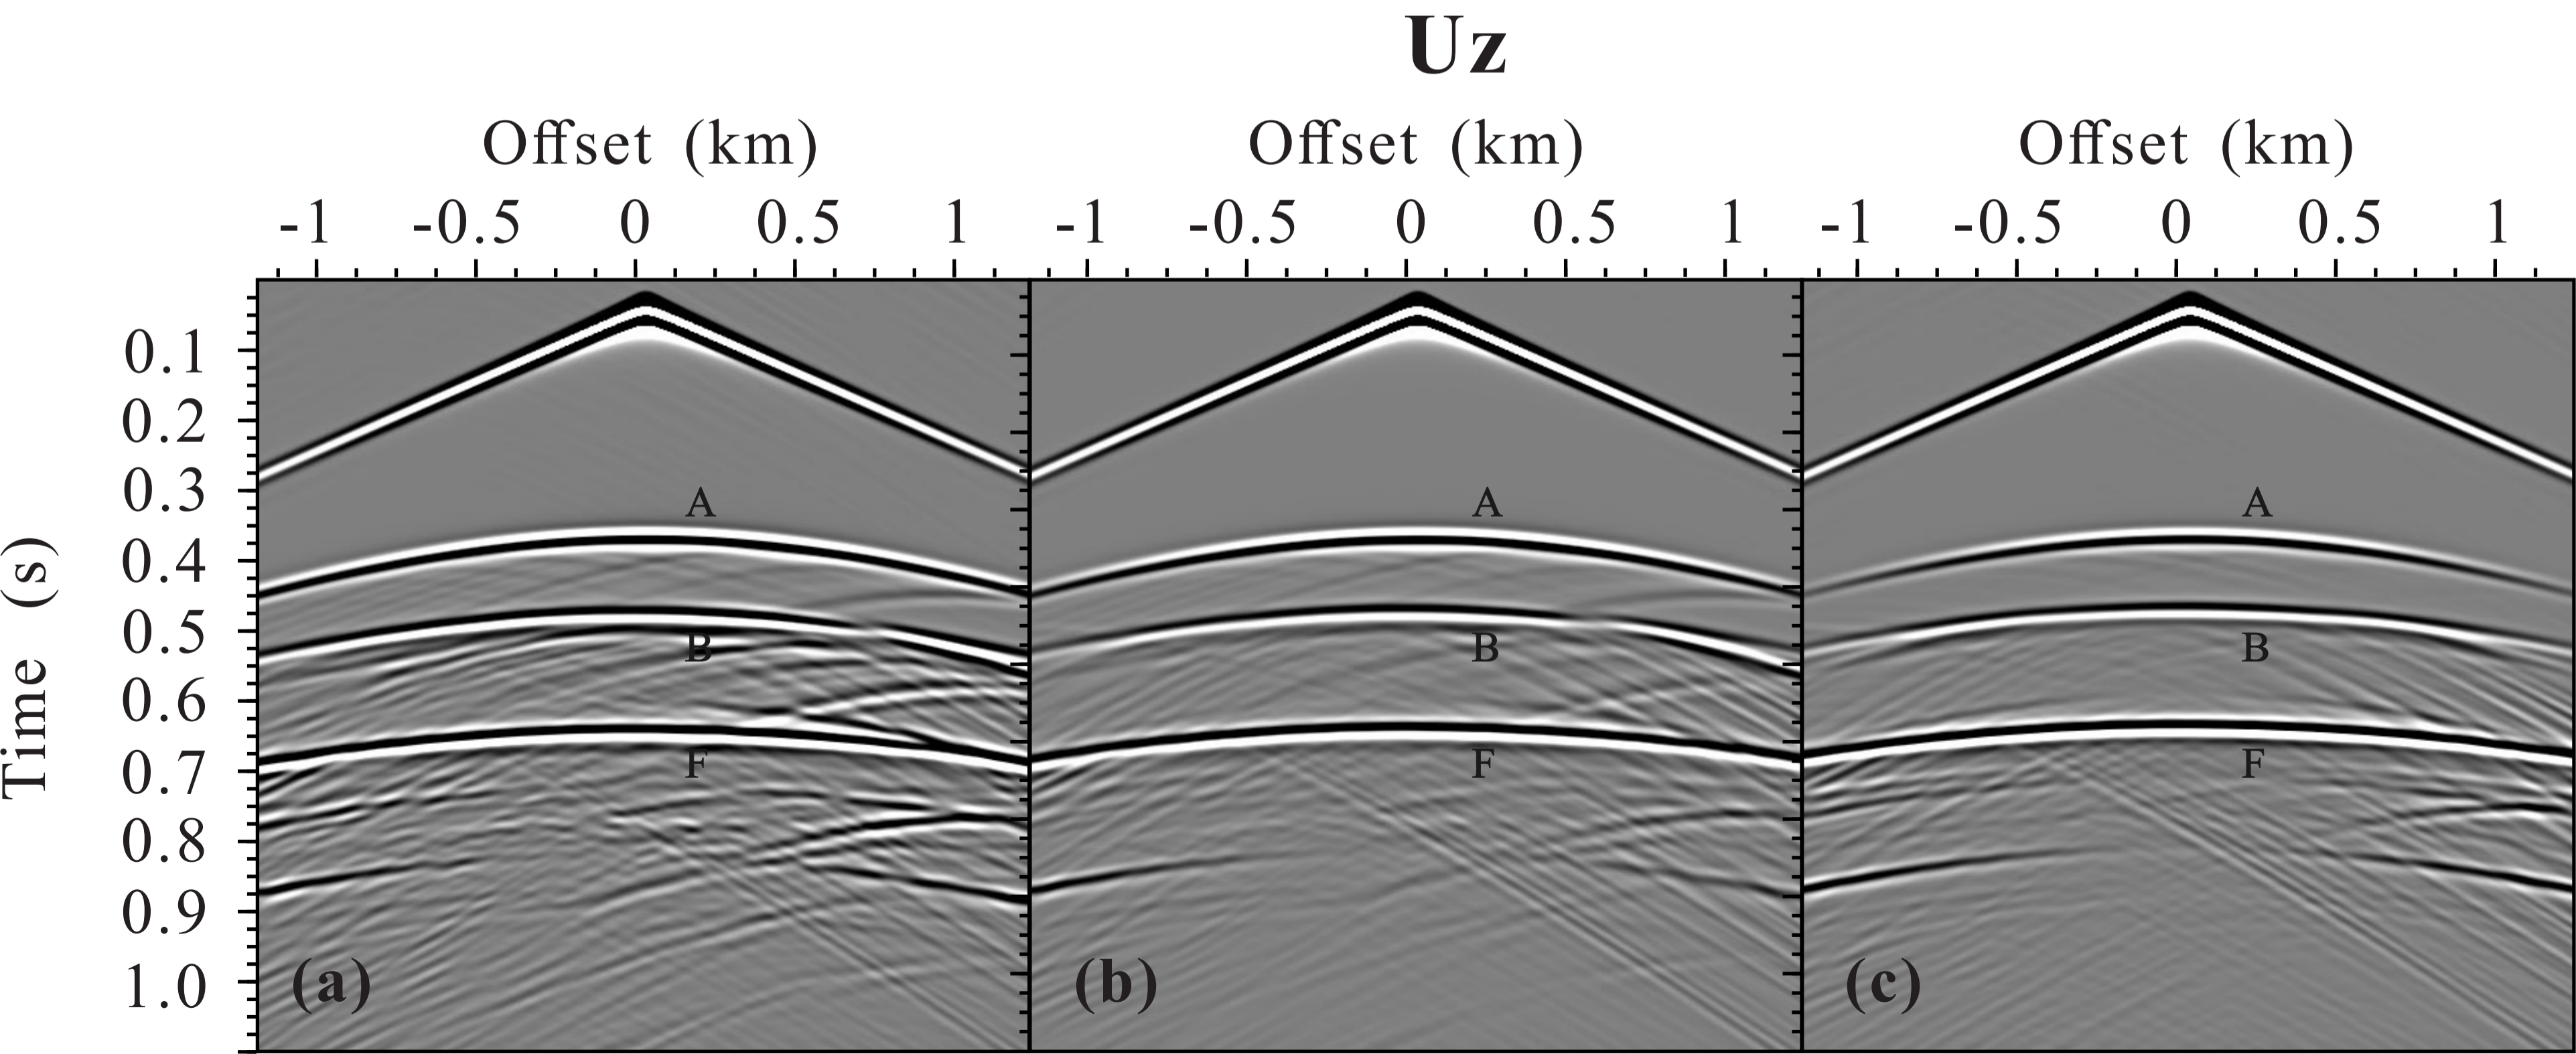 Uz
Offset (km) Offset (km) Offset (km)
-1 -0.5 0 0.5 1 -1 -0.5 0 0.5 1 -1 -0.5 0 0.5 1
0.1
0.2
0.3
0.4
0.5
0.6
0.7
0.8
0.9
1.0
Time (s)
A A A
B B B
F F F
(a) (b) (c)